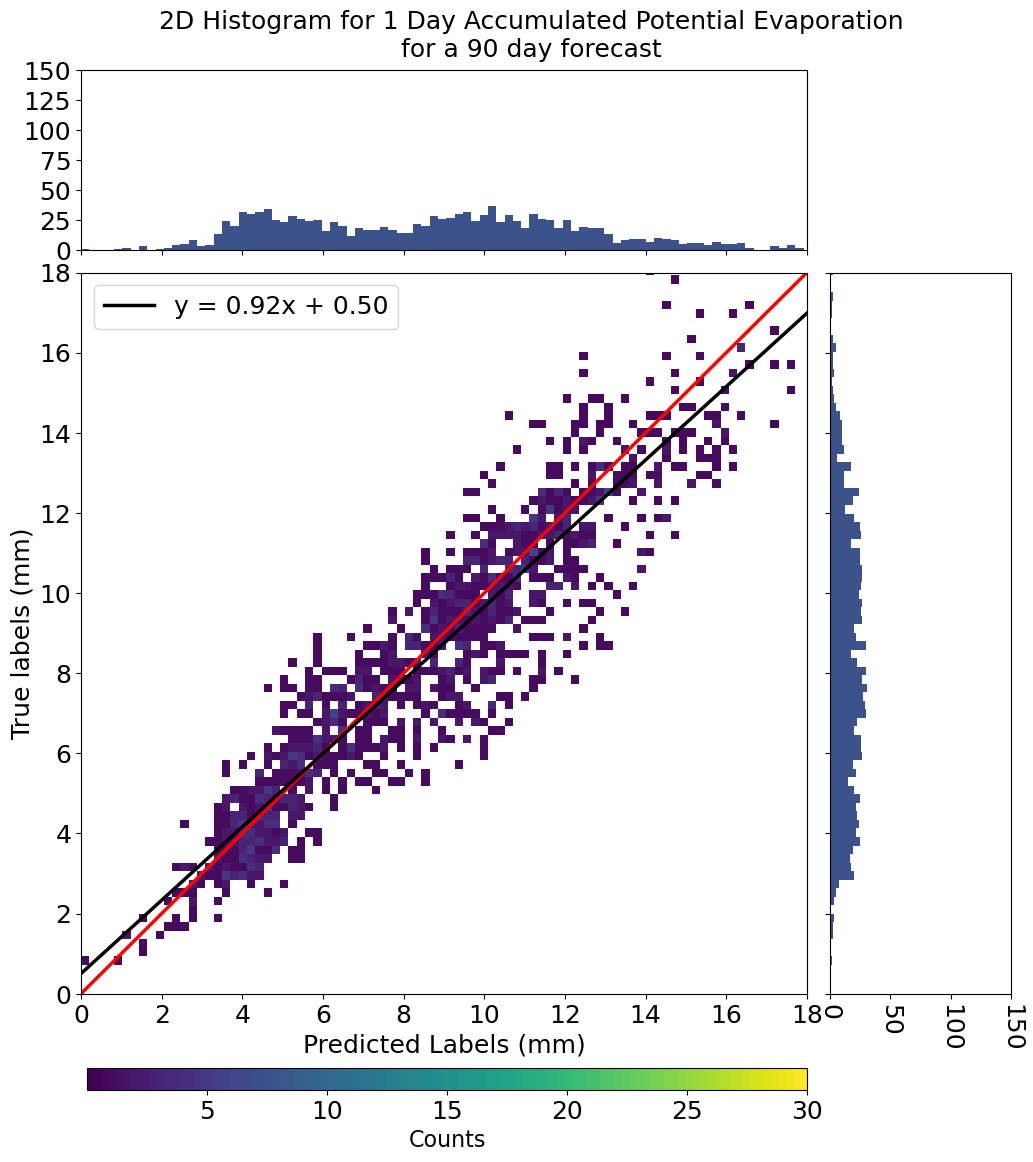 2D Histogram for 1 Day Accumulated Potential Evaporation
for a 90 day forecast
150
125
100
75
50
25
0
18
16
14
12
10
8
6
4
2
0
True labels (mm)
y = 0.92x + 0.50
0 2 4 6 8 10 12 14 16 18
Predicted Labels (mm)
0 50 100 150
5 10 15 20 25 30
Counts